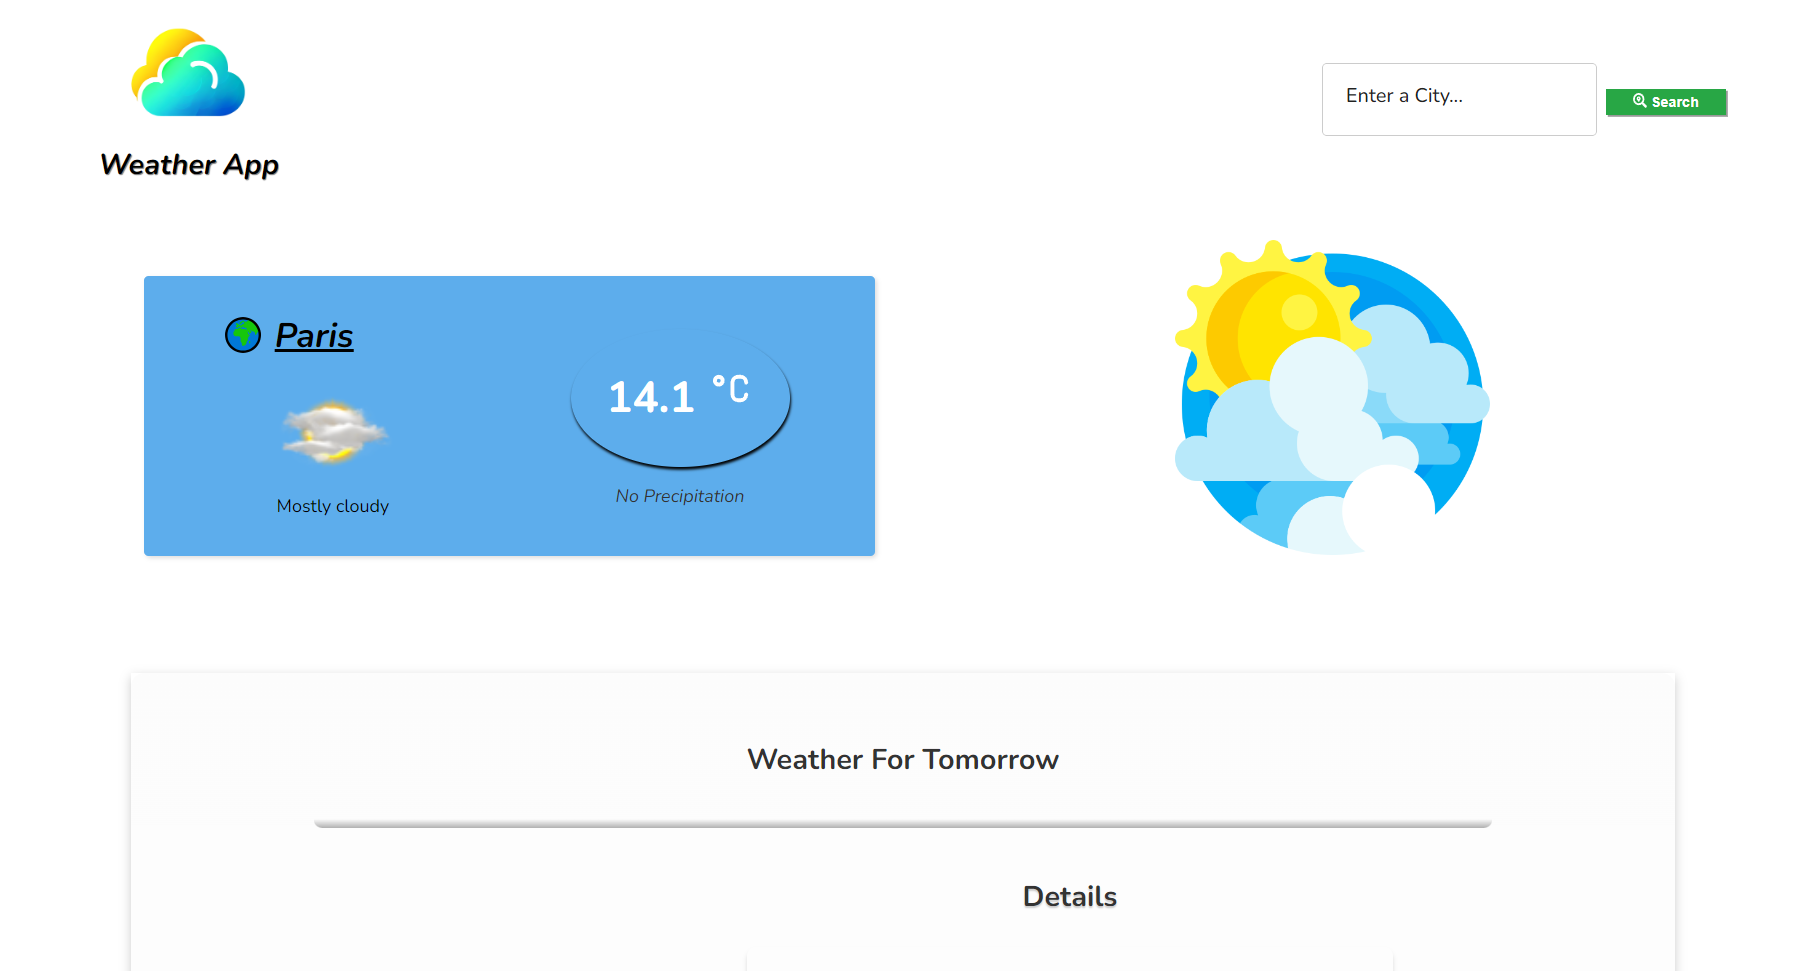 Weather App
Enter a City...
Search
Paris
14.1 °C
Mostly cloudy
No Precipitation
Weather For Tomorrow
Details